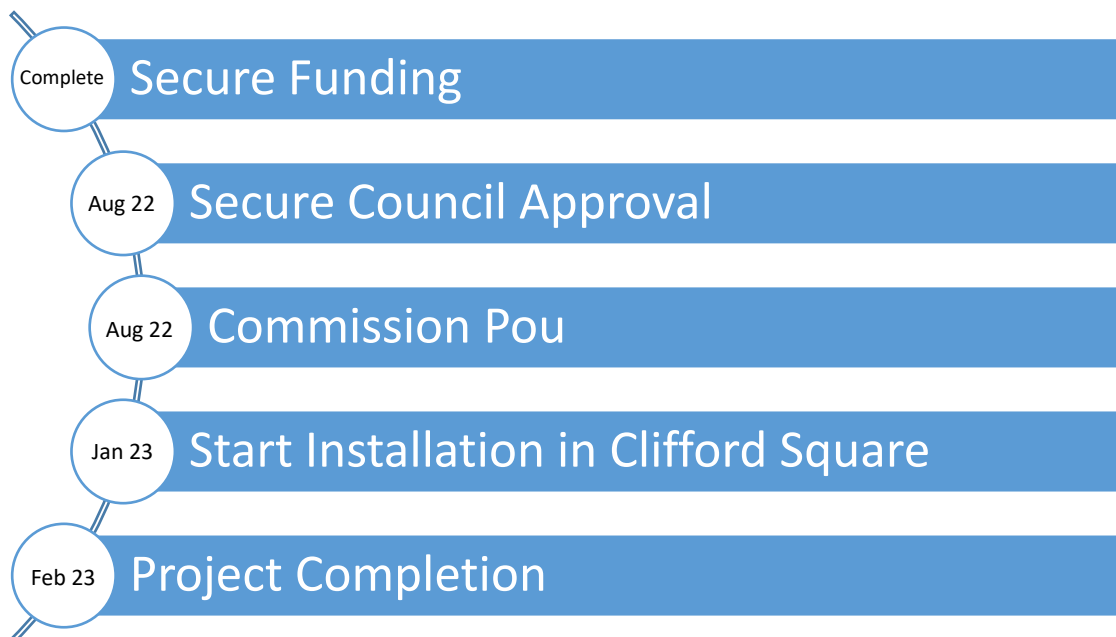 Complete
Secure Funding
Aug 22
Secure Council Approval
Aug 22
Commission Pou
Jan 23
Start Installation in Clifford Square
Feb 23
Project Completion